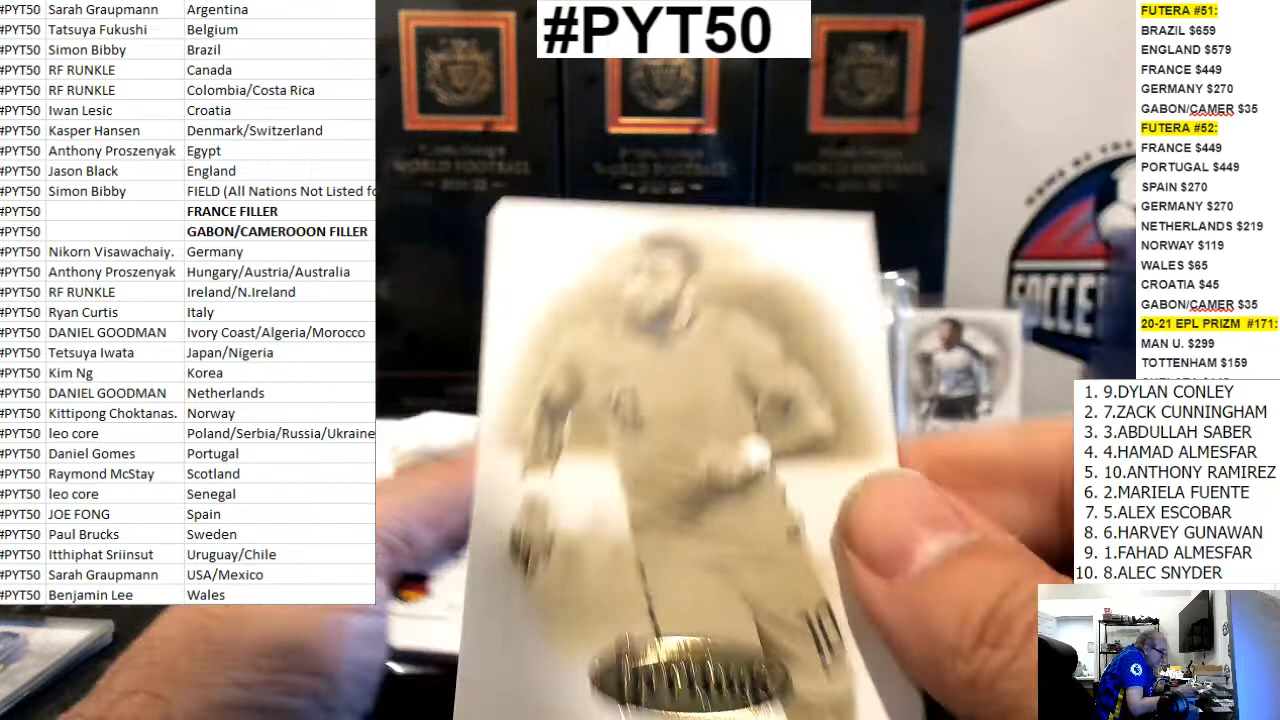 #PYT50 Sarah Graupmann Argentina
#PYT50 Tatsuya Fukushi Belgium
#PYT50 Simon Bibby Brazil
#PYT50 RF RUNKLE Canada
#PYT50 RF RUNKLE Colombia/Costa Rica
#PYT50 Iwan Lesic Croatia
#PYT50 Kasper Hansen Denmark/Switzerland
#PYT50 Anthony Proszenyak Egypt
#PYT50 Jason Black England
#PYT50 Simon Bibby FIELD (All Nations Not Listed fo
#PYT50 FRANCE FILLER
#PYT50 GABON/CAMEROOON FILLER
#PYT50 Nikorn Visawachaiy. Germany
#PYT50 Anthony Proszenyak Hungary/Austria/Australia
#PYT50 RF RUNKLE Ireland/N.Ireland
#PYT50 Ryan Curtis Italy
#PYT50 DANIEL GOODMAN Ivory Coast/Algeria/Morocco
#PYT50 Tetsuya Iwata Japan/Nigeria
#PYT50 Kim Ng Korea
#PYT50 DANIEL GOODMAN Netherlands
#PYT50 Kittipong Choktanas. Norway
#PYT50 leo core Poland/Serbia/Russia/Ukraine
#PYT50 Daniel Gomes Portugal
#PYT50 Raymond McStay Scotland
#PYT50 leo core Senegal
#PYT50 JOE FONG Spain
#PYT50 Paul Brucks Sweden
#PYT50 Itthiphat Sriinsut Uruguay/Chile
#PYT50 Sarah Graupmann USA/Mexico
#PYT50 Benjamin Lee Wales
#PYT50
WORLD FOOTBALL
WORLD FOOTBALL
WORLD FOOTBALL
SOCCE
10
FUTERA #51:
BRAZIL $659
ENGLAND $579
FRANCE $449
GERMANY $270
GABON/CAMER $35
FUTERA #52:
FRANCE $449
PORTUGAL $449
SPAIN $270
GERMANY $270
NETHERLANDS $219
NORWAY $119
WALES $65
CROATIA $45
GABON/CAMER $35
20-21 EPL PRIZM #171:
MAN U. $299
TOTTENHAM $159
1. 9.DYLAN CONLEY
2. 7.ZACK CUNNINGHAM
3. 3.ABDULLAH SABER
4. 4.HAMAD ALMESFAR
5. 10.ANTHONY RAMIREZ
6. 2.MARIELA FUENTE
7. 5.ALEX ESCOBAR
8. 6.HARVEY GUNAWAN
9. 1.FAHAD ALMESFAR
10. 8.ALEC SNYDER